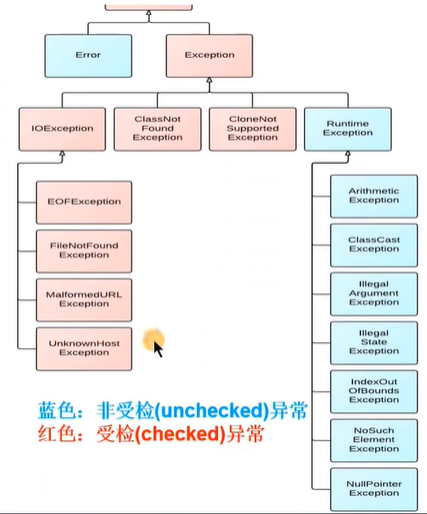 Error
Exception
IOException
ClassNot
Found
Exception
CloneNot
Supported
Exception
Runtime
Exception
EOFException
FileNotFound
Exception
MalformedURL
Exception
UnknownHost
Exception
Arithmetic
Exception
ClassCast
Exception
Illegal
Argument
Exception
Illegal
State
Exception
IndexOut
OfBounds
Exception
NoSuch
Element
Exception
NullPointer
Exception
蓝色：非受检(unchecked)异常
红色：受检(checked)异常